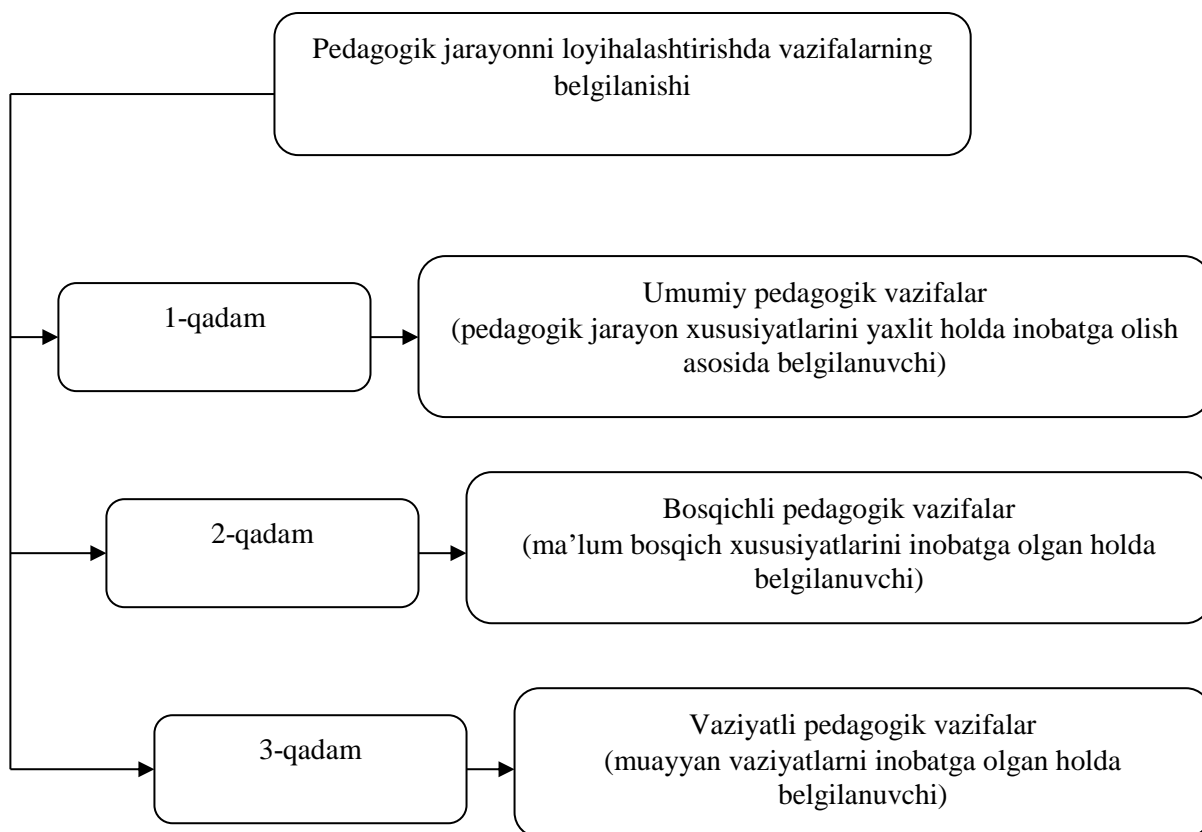 Pedagogik jarayonni loyihalashtirishda vazifalarning
belgilanishi
1-qadam
Umumiy pedagogik vazifalar
(pedagogik jarayon xususiyatlarini yaxlit holda inobatga olish
asosida belgilanuvchi)
2-qadam
Bosqichli pedagogik vazifalar
(ma’lum bosqich xususiyatlarini inobatga olgan holda
belgilanuvchi)
3-qadam
Vaziyatli pedagogik vazifalar
(muayyan vaziyatlarni inobatga olgan holda
belgilanuvchi)